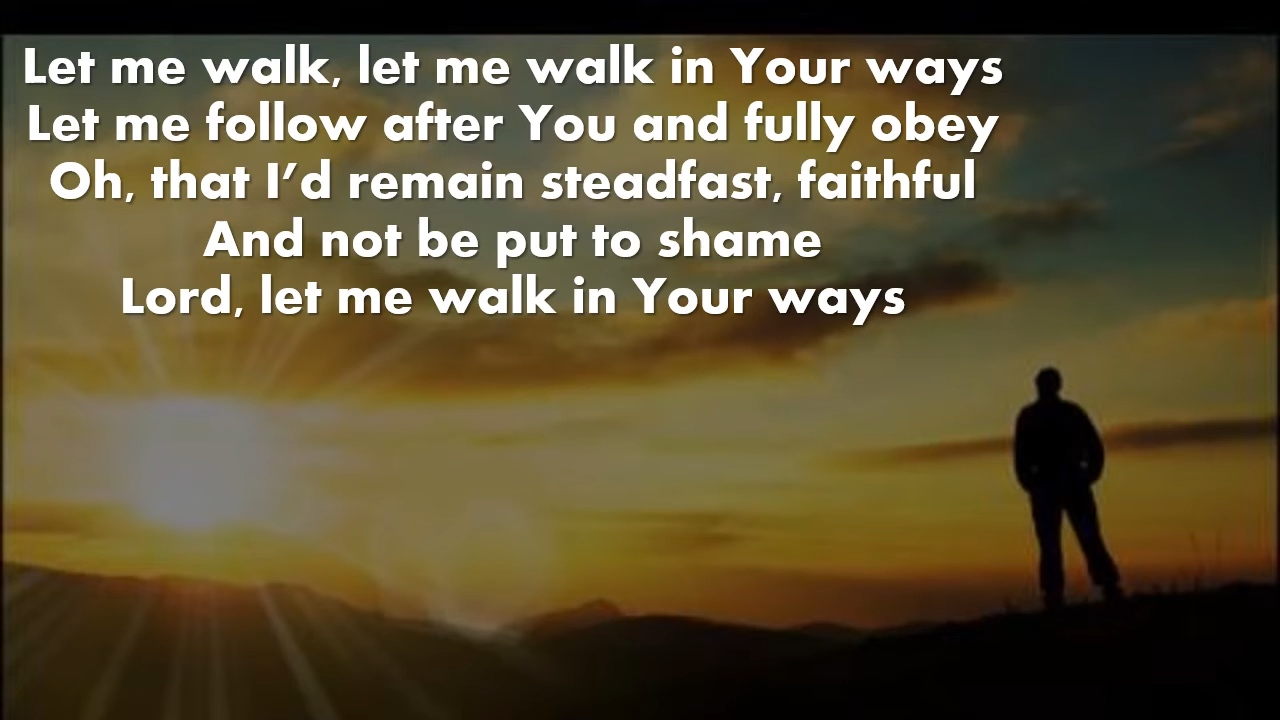 Let me walk, let me walk in Your ways
Let me follow after You and fully obey
Oh, that I’d remain steadfast, faithful
And not be put to shame
Lord, let me walk in Your ways